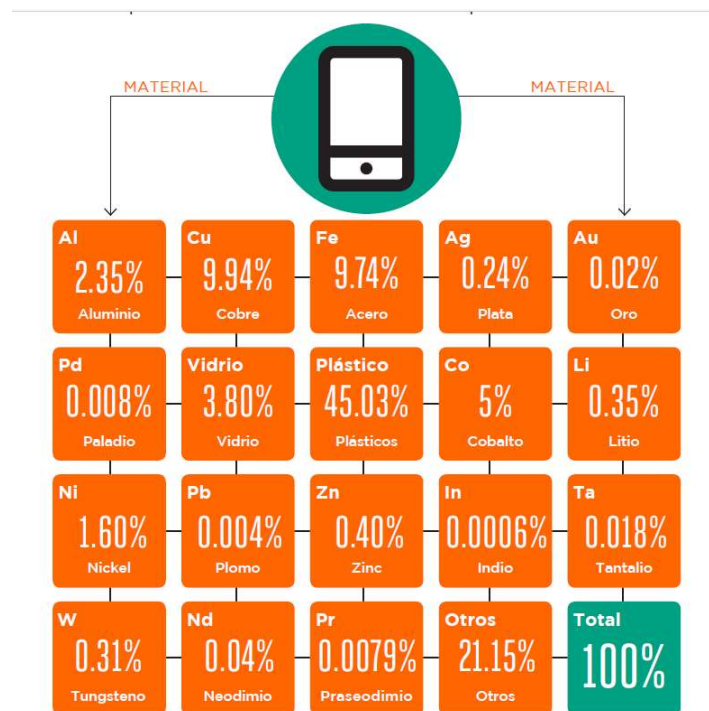 MATERIAL
MATERIAL
Al
2.35%
Aluminio
Cu
9.94%
Cobre
Fe
9.74%
Acero
Ag
0.24%
Plata
Au
0.02%
Oro
Pd
0.008%
Paladio
Vidrio
3.80%
Vidrio
Plástico
45.03%
Plásticos
Co
5%
Cobalto
Li
0.35%
Litio
Ni
1.60%
Nickel
Pb
0.004%
Plomo
Zn
0.40%
Zinc
In
0.0006%
Indio
Ta
0.018%
Tantalio
W
0.31%
Tungsteno
Nd
0.04%
Neodimio
Pr
0.0079%
Praseodimio
Otros
21.15%
Otros
Total
100%